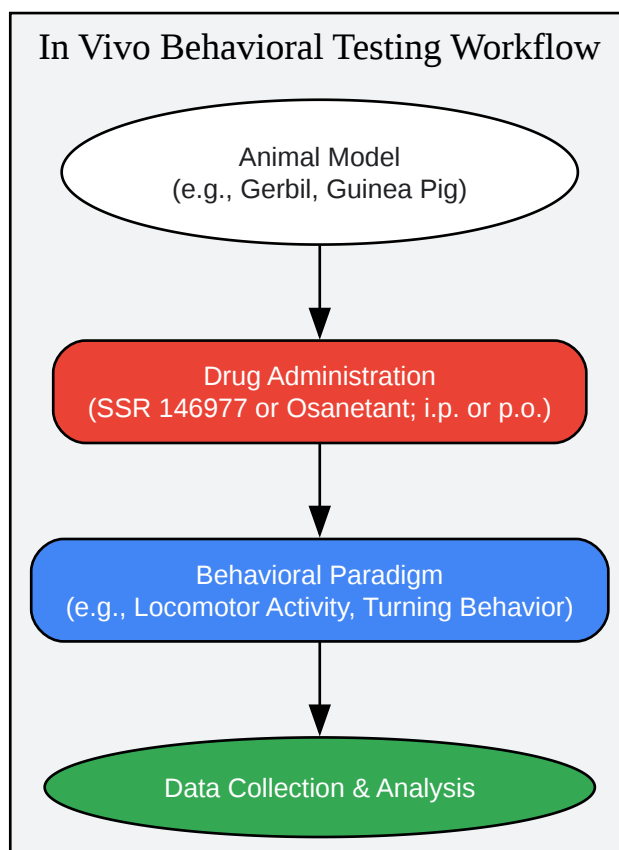 In Vivo Behavioral Testing Workflow
Animal Model
(e.g., Gerbil, Guinea Pig)
Drug Administration
(SSR 146977 or Osanetant; i.p. or p.o.)
Behavioral Paradigm
(e.g., Locomotor Activity, Turning Behavior)
Data Collection & Analysis